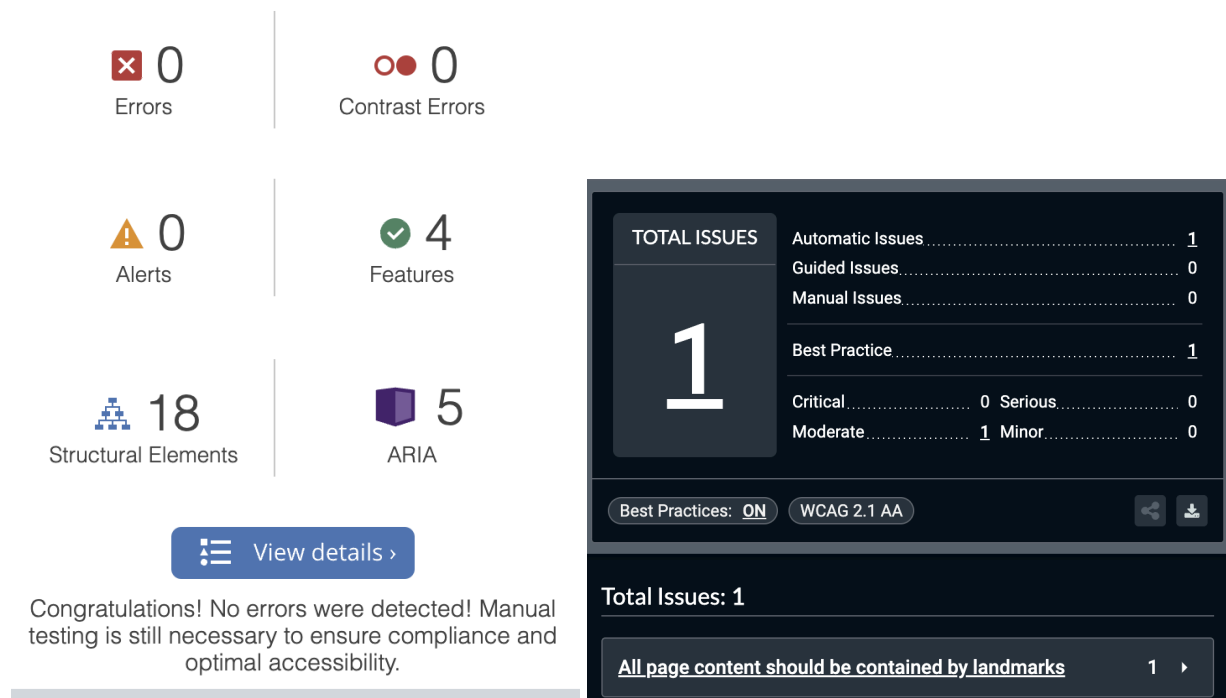 0
Errors
0
Contrast Errors
0
Alerts
4
Features
18
Structural Elements
5
ARIA
View details ›
Congratulations! No errors were detected! Manual
testing is still necessary to ensure compliance and
optimal accessibility.
TOTAL ISSUES
1
Automatic Issues 1
Guided Issues 0
Manual Issues 0
Best Practice 1
Critical 0 Serious 0
Moderate 1 Minor 0
Best Practices: ON
WCAG 2.1 AA
Total Issues: 1
All page content should be contained by landmarks 1